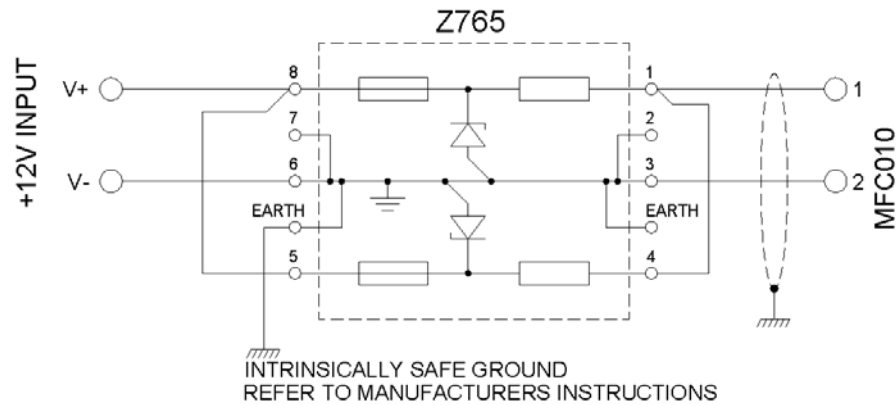 Z765
+12V INPUT
V+
8
1
1
7
2
V-
6
3
2
MFC010
EARTH
EARTH
5
4
INTRINSICALLY SAFE GROUND
REFER TO MANUFACTURERS INSTRUCTIONS